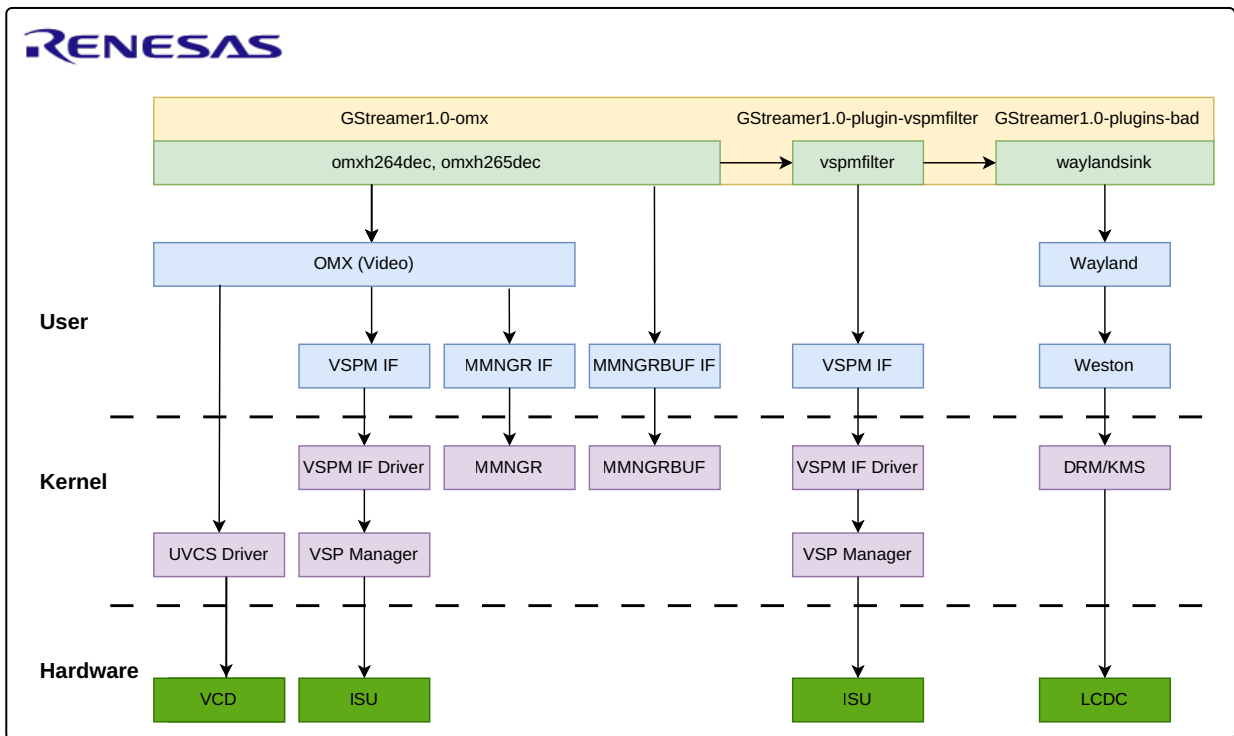 RENESAS
GStreamer1.0-omx
GStreamer1.0-plugin-vspmfilter
GStreamer1.0-plugins-bad
omxh264dec, omxh265dec
vspmfilter
waylandsink
OMX (Video)
Wayland
User
VSPM IF
MMNGR IF
MMNGRBUF IF
VSPM IF
Weston
Kernel
VSPM IF Driver
MMNGR
MMNGRBUF
VSPM IF Driver
DRM/KMS
UVCS Driver
VSP Manager
VSP Manager
Hardware
VCD
ISU
ISU
LCDC